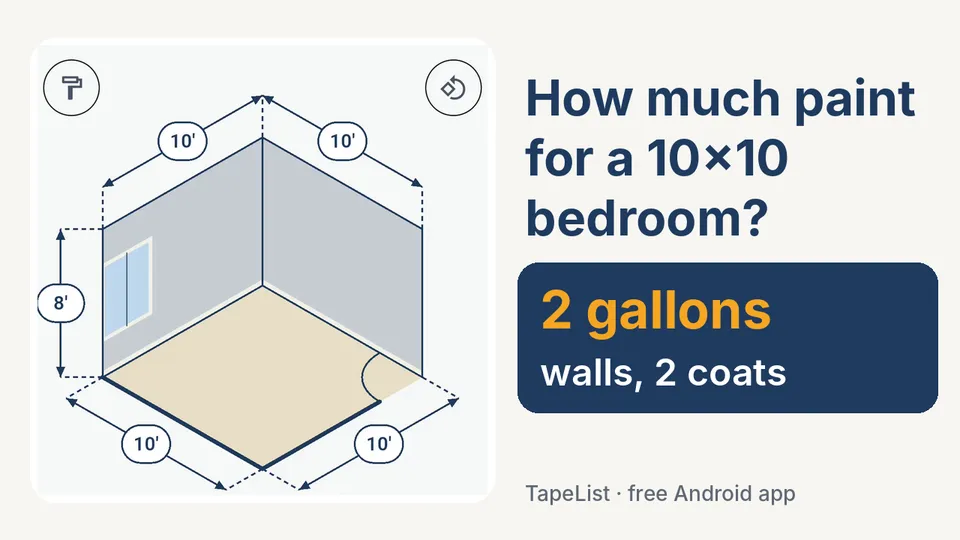 10'
10'
8'
10'
10'
How much paint
for a 10×10
bedroom?
2 gallons
walls, 2 coats
TapeList · free Android app